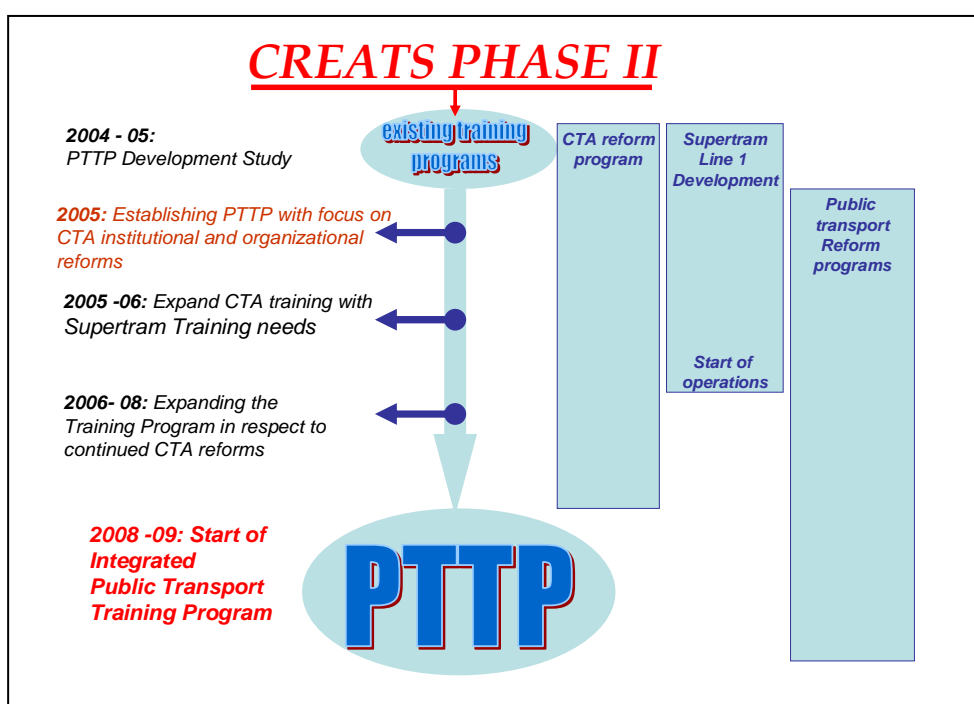 CREATS PHASE II
2004 - 05:
PTTP Development Study
existing training
programs
CTA reform
program
Supertram
Line 1
Development
Public
transport
Reform
programs
2005: Establishing PTTP with focus on
CTA institutional and organizational
reforms
2005 -06: Expand CTA training with
Supertram Training needs
Start of
operations
2006- 08: Expanding the
Training Program in respect to
continued CTA reforms
2008 -09: Start of
Integrated
Public Transport
Training Program
PTTP